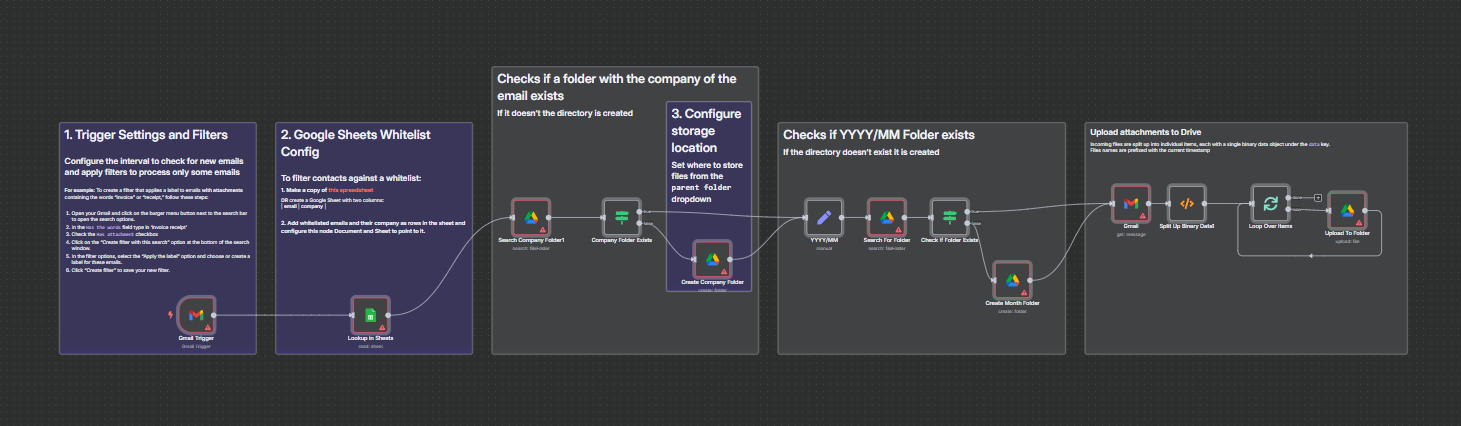 1. Trigger Settings and Filters
Configure the interval to check for new emails
and apply filters to process only some emails
For example: To create a filter that applies a label to emails with attachments
containing the words "invoice" or "receipt," follow these steps:
1. Open your Gmail and click on the burger menu button next to the search bar
to open the search options.
2. In the Has the words field type in 'invoice receipt'
3. Check the Has attachment checkbox
4. Click on the "Create filter with this search" option at the bottom of the search
window.
5. In the filter options, select the "Apply the label" option and choose or create a
label for these emails.
6. Click "Create filter" to save your new filter.
Gmail Trigger
Gmail Trigger
2. Google Sheets Whitelist
Config
To filter contacts against a whitelist:
1. Make a copy of this spreadsheet
OR create a Google Sheet with two columns:
| email | company |
2. Add whitelisted emails and their company as rows in the sheet and
configure this node Document and Sheet to point to it.
Lookup in Sheets
read: sheet
Checks if a folder with the company of the
email exists
If it doesn't the directory is created
Search Company Folder1
search: fileFolder
Company Folder Exists
true
false
3. Configure
storage
location
Set where to store
files from the
parent folder
dropdown
Create Company Folder
create: folder
Checks if YYYY/MM Folder exists
If the directory doesn't exist it is created
YYYY/MM
manual
Search For Folder
search: fileFolder
Check if Folder Exists
true
false
Create Month Folder
create: folder
Upload attachments to Drive
Incoming files are split up into individual items, each with a single binary data object under the data key.
Files names are prefixed with the current timestamp
Gmail
get: message
Split Up Binary Data1
Loop Over Items
done
loop
Upload To Folder
upload: file